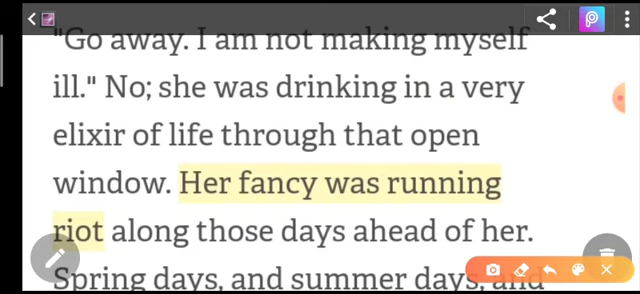 "Go away. I am not making myself
ill." No; she was drinking in a very
elixir of life through that open
window. Her fancy was running
riot along those days ahead of her.
Spring days, and summer days, and